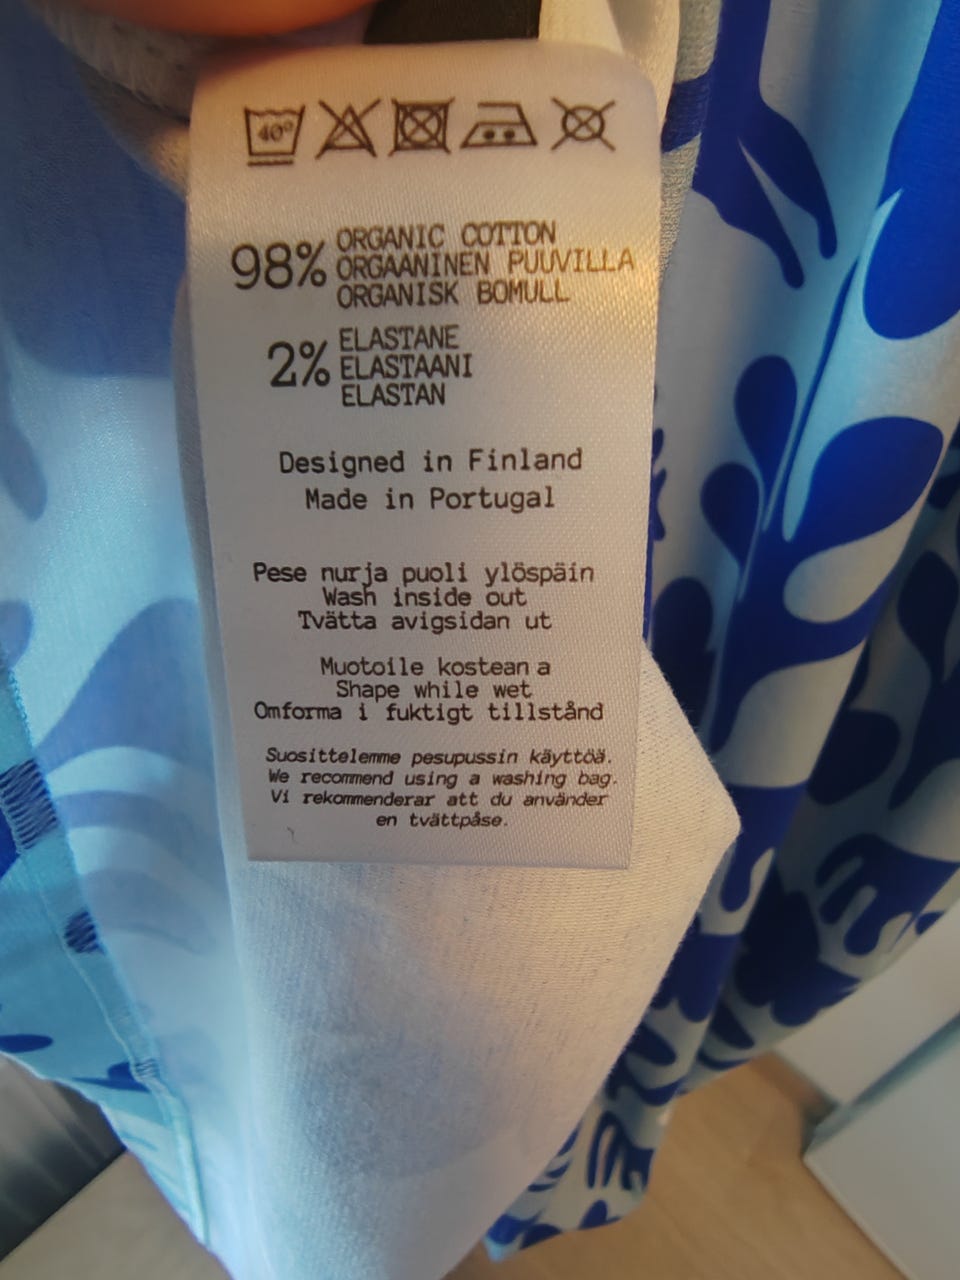 40°
98% ORGANIC COTTON
ORGAANINEN PUUVILLA
ORGANISK BOMULL
2% ELASTANE
ELASTAANI
ELASTAN
Designed in Finland
Made in Portugal
Pese nurja puoli ylöspäin
Wash inside out
Tvätta avigsidan ut
Muotoile kostean a
Shape while wet
Omforma i fuktigt tillstånd
Suosittelemme pesupussin käyttöä.
We recommend using a washing bag.
Vi rekommenderar att du använder
en tvättpåse.